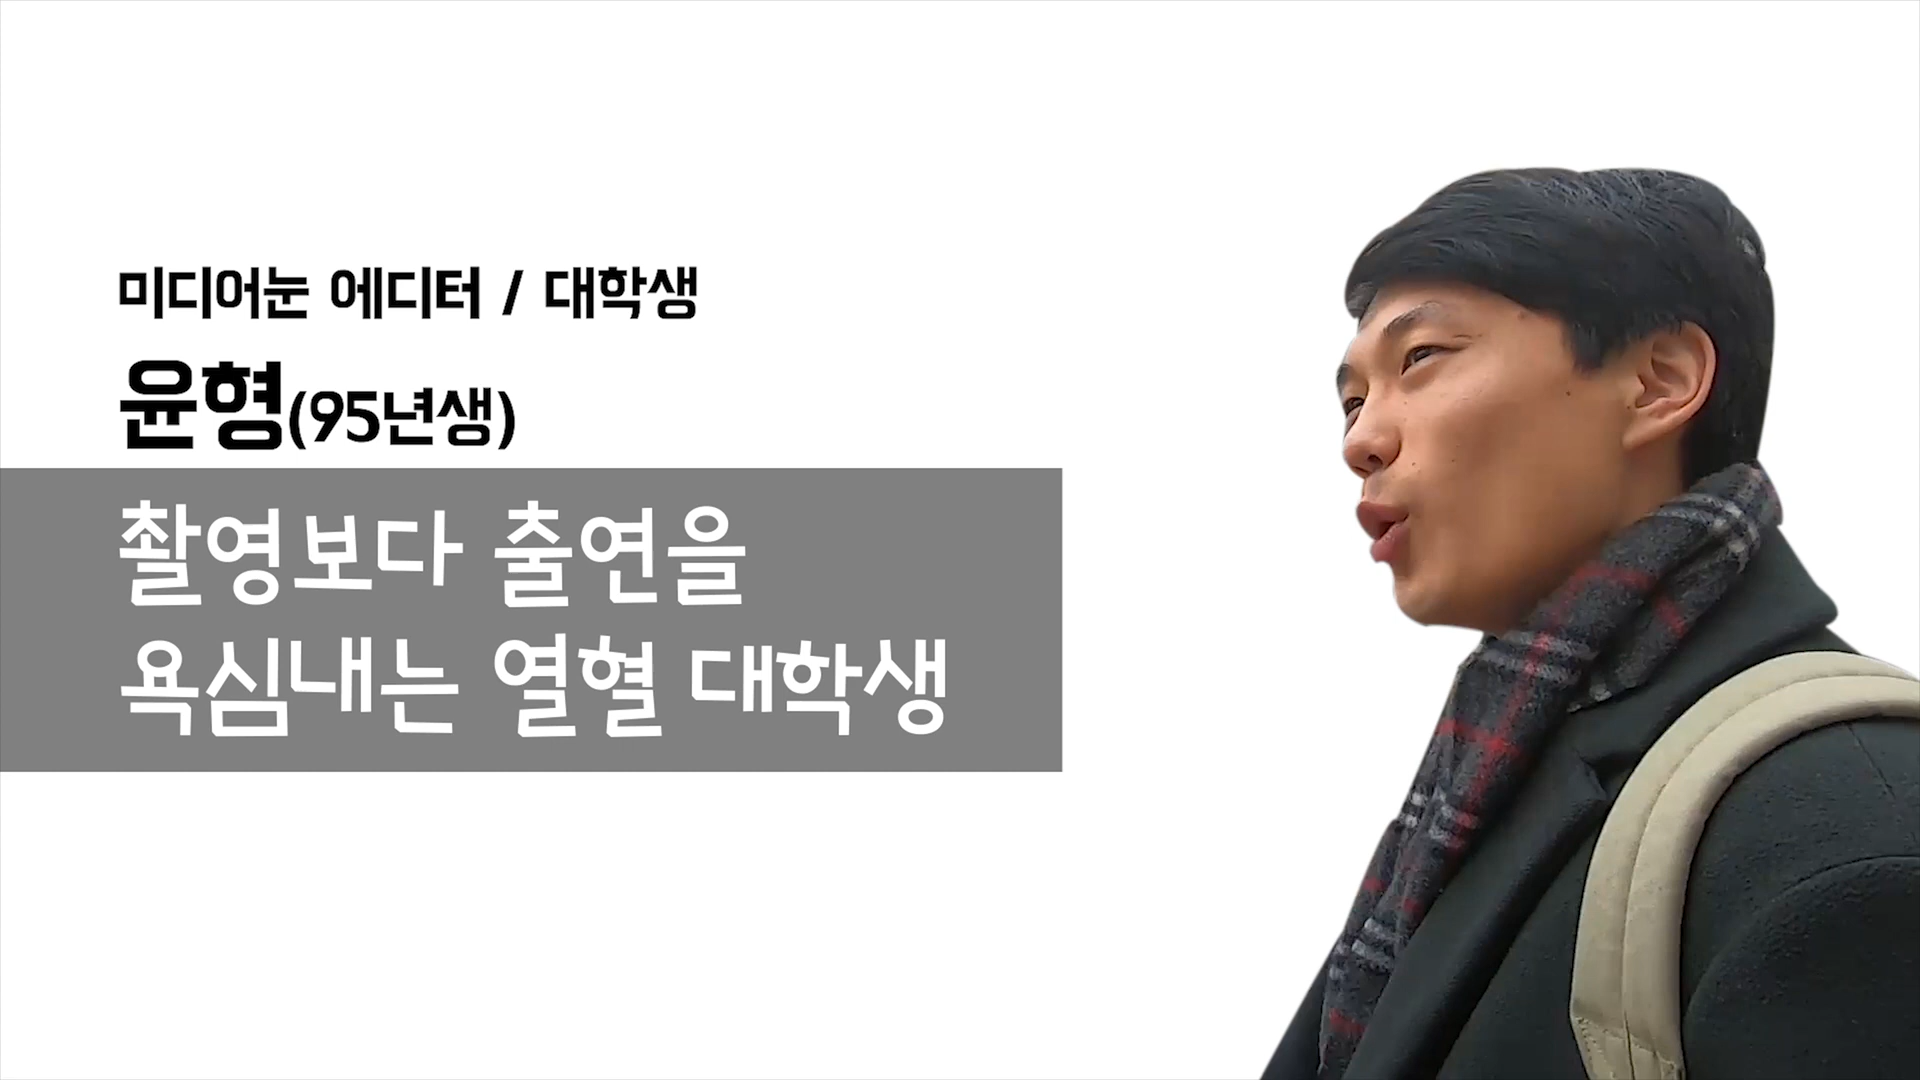 미디어눈 에디터 / 대학생
윤형(95년생)
촬영보다 출연을
욕심내는 열혈 대학생